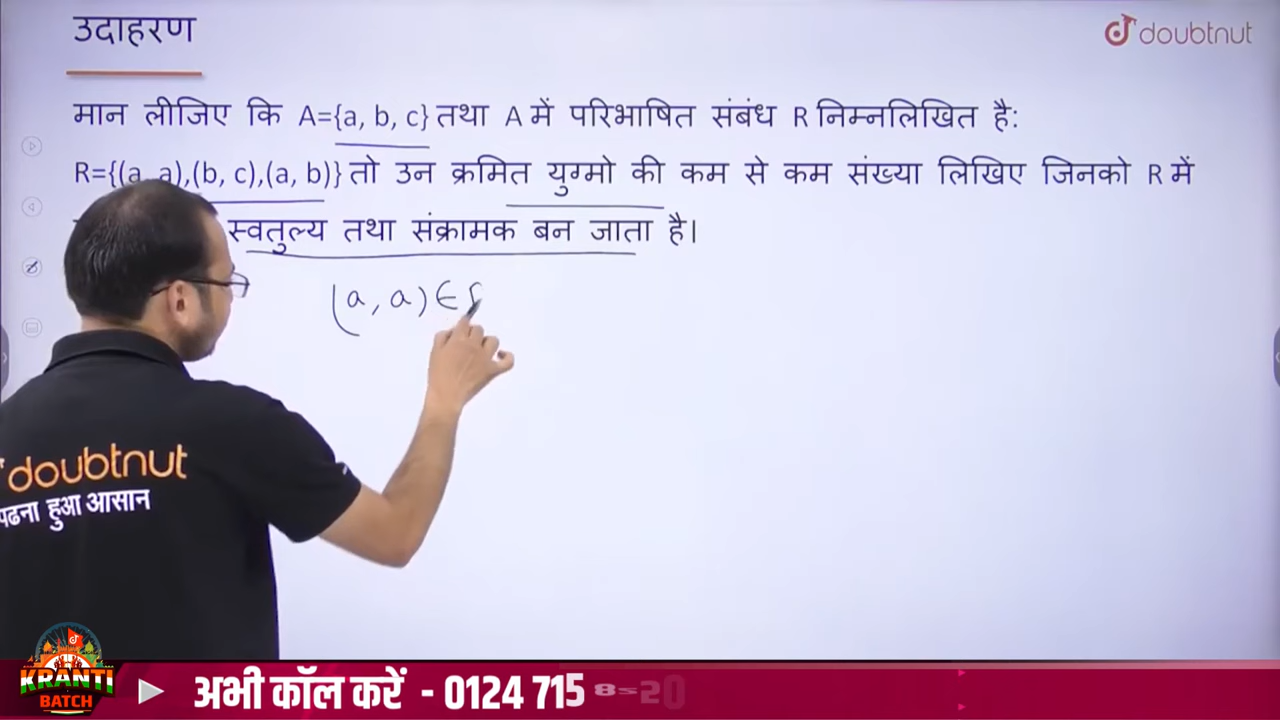 उदाहरण
doubtnut
मान लीजिए कि A={a, b, c} तथा A में परिभाषित संबंध R निम्नलिखित है:
R={(a, a),(b, c),(a, b)} तो उन क्रमित युग्मो की कम से कम संख्या लिखिए जिनको R में
स्वतुल्य तथा संक्रामक बन जाता है।
(a, a) ∈
doubtnut
पढना हुआ आसान
KRANTI
BATCH
अभी कॉल करें - 0124 715